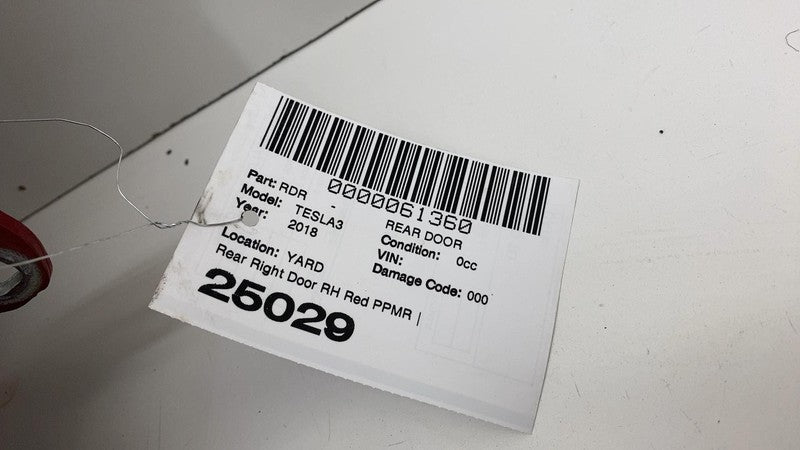 0000061360
Part: RDR - REAR DOOR
Model: TESLA3 Condition: 0cc
Year: 2018 VIN:
Damage Code: 000
Location: YARD
Rear Right Door RH Red PPMR |
25029